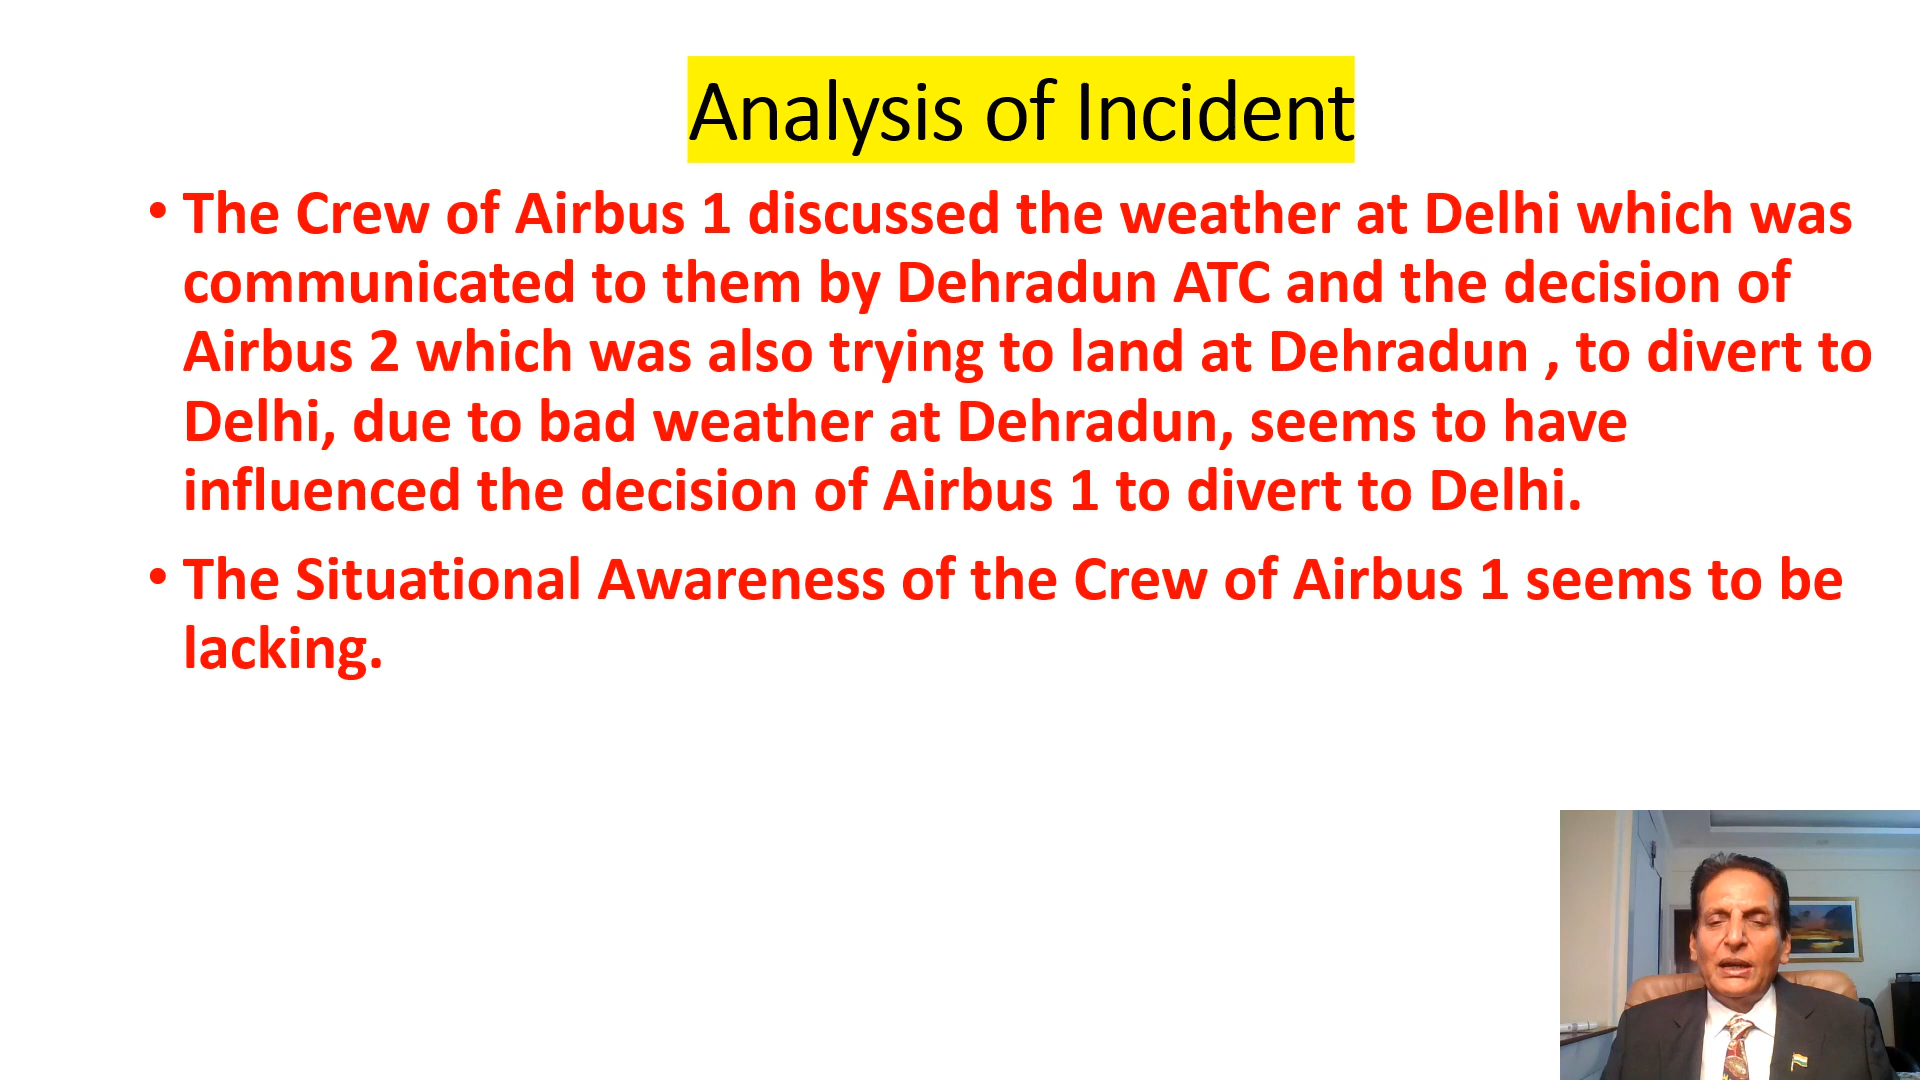 Analysis of Incident
• The Crew of Airbus 1 discussed the weather at Delhi which was
communicated to them by Dehradun ATC and the decision of
Airbus 2 which was also trying to land at Dehradun , to divert to
Delhi, due to bad weather at Dehradun, seems to have
influenced the decision of Airbus 1 to divert to Delhi.
• The Situational Awareness of the Crew of Airbus 1 seems to be
lacking.